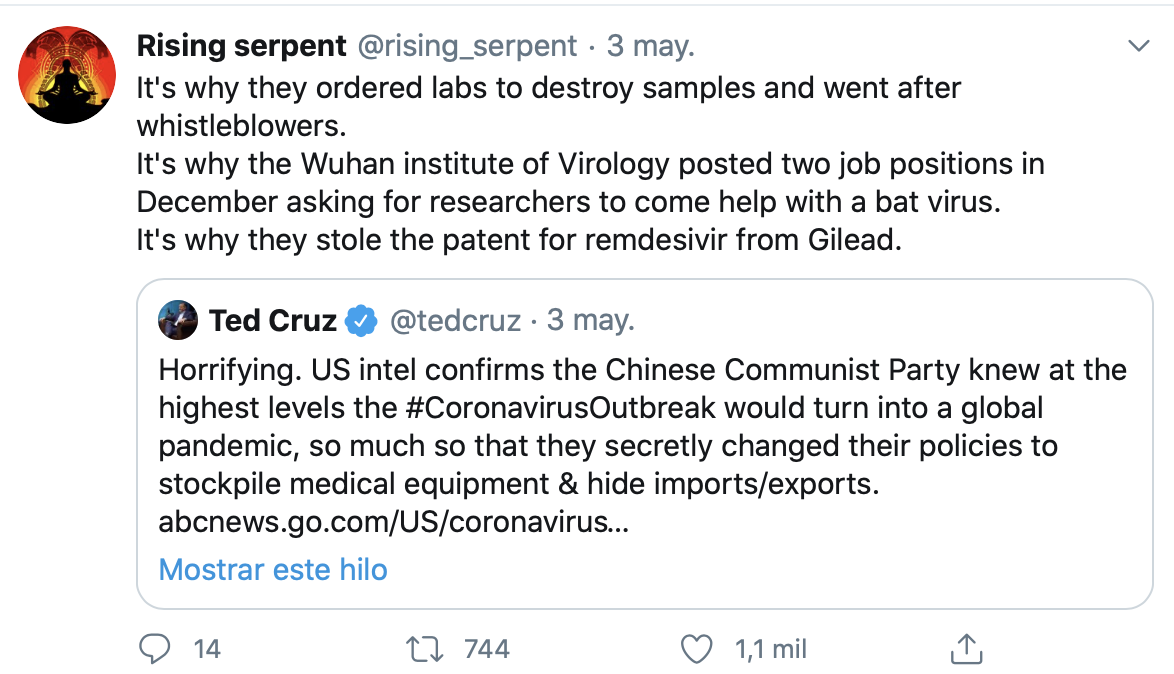 Rising serpent @rising_serpent · 3 may.
It's why they ordered labs to destroy samples and went after
whistleblowers.
It's why the Wuhan institute of Virology posted two job positions in
December asking for researchers to come help with a bat virus.
It's why they stole the patent for remdesivir from Gilead.
Ted Cruz @tedcruz · 3 may.
Horrifying. US intel confirms the Chinese Communist Party knew at the
highest levels the #CoronavirusOutbreak would turn into a global
pandemic, so much so that they secretly changed their policies to
stockpile medical equipment & hide imports/exports.
abcnews.go.com/US/coronavirus...
Mostrar este hilo
14 744 1,1 mil